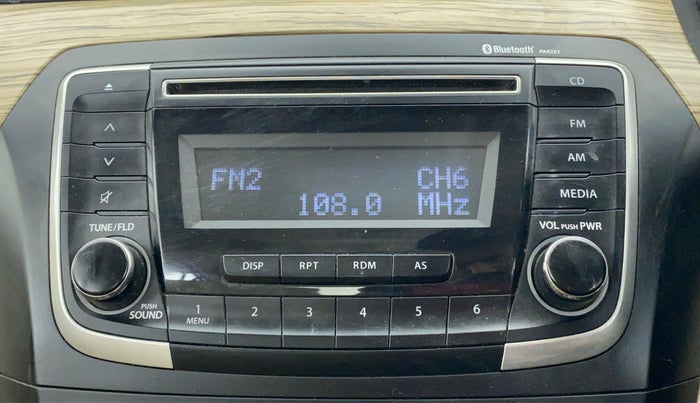 Bluetooth PA82R1
CD
FM
AM
MEDIA
FM2 CH6
108.0 MHz
TUNE/FLD
VOL PUSH PWR
DISP RPT RDM AS
PUSH
SOUND
1 2 3 4 5 6
MENU